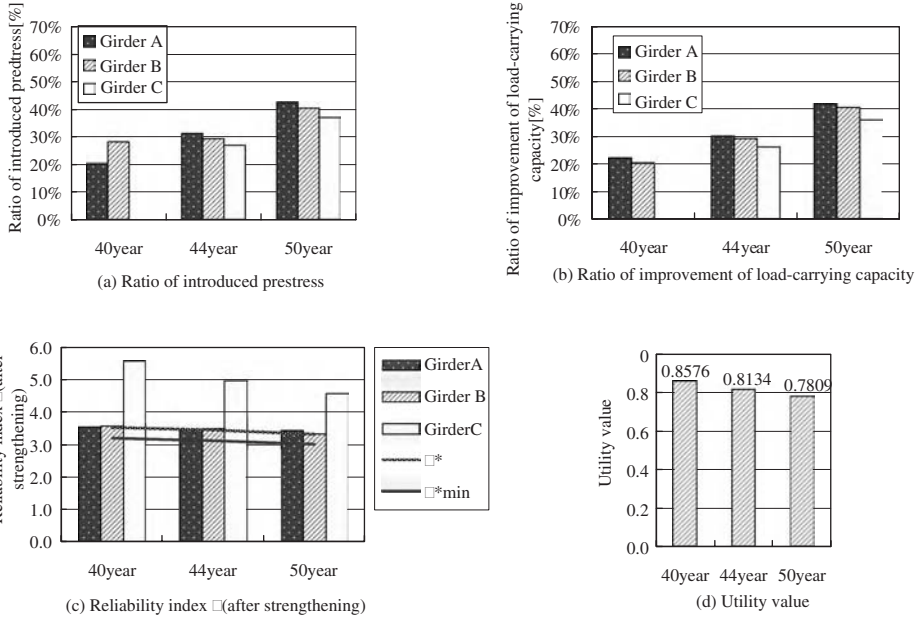 Ratio of introduced predtress[%]
70%
60%
50%
40%
30%
20%
10%
0%
Girder A
Girder B
Girder C
40year
44year
50year
(a) Ratio of introduced prestress
Ratio of improvement of load-carrying
capacity[%]
70%
60%
50%
40%
30%
20%
10%
0%
Girder A
Girder B
Girder C
40year
44year
50year
(b) Ratio of improvement of load-carrying capacity
Reliability index □(after
strengthening)
6.0
5.0
4.0
3.0
2.0
1.0
0.0
GirderA
Girder B
GirderC
□*
□*min
40year
44year
50year
(c) Reliability index □(after strengthening)
Utility value
0
0.8
0.6
0.4
0.2
0.0
0.8576
0.8134
0.7809
40year
44year
50year
(d) Utility value